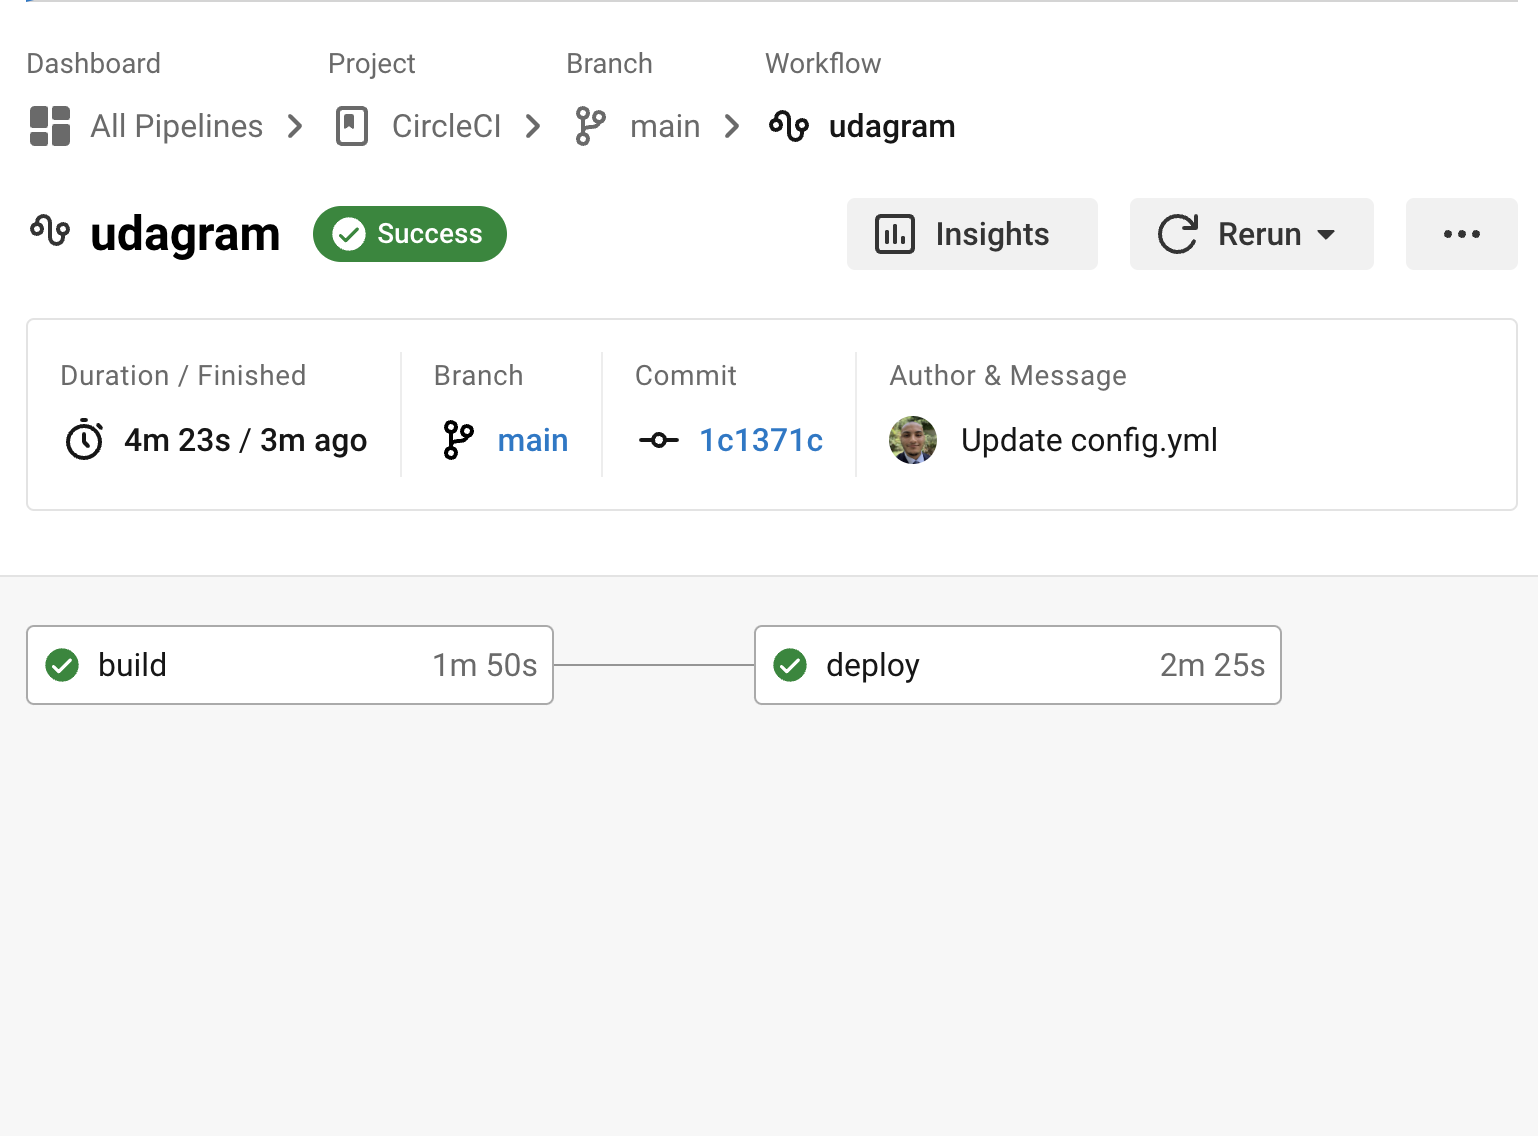 Dashboard Project Branch Workflow
All Pipelines CircleCI main udagram
udagram Success Insights Rerun
Duration / Finished Branch Commit Author & Message
4m 23s / 3m ago main 1c1371c Update config.yml
build 1m 50s deploy 2m 25s